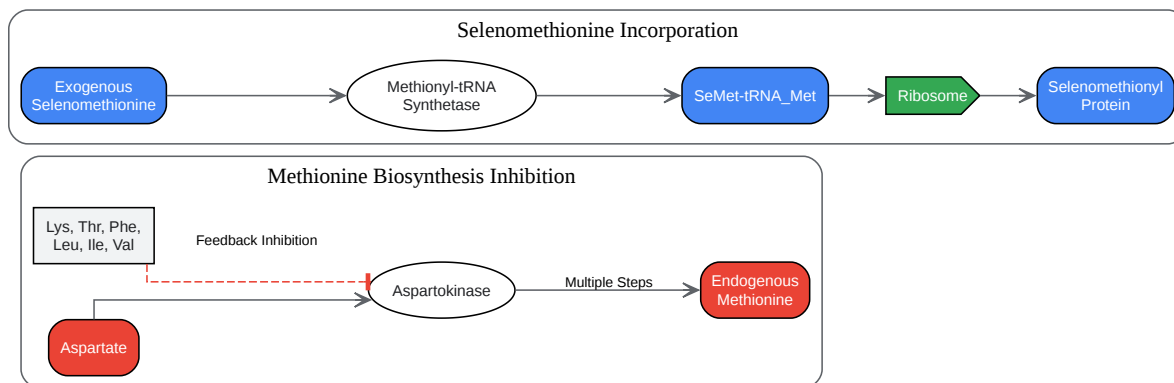 Selenomethionine Incorporation
Exogenous
Selenomethionine
Methionyl-tRNA
Synthetase
SeMet-tRNA_Met
Ribosome
Selenomethionyl
Protein
Methionine Biosynthesis Inhibition
Lys, Thr, Phe,
Leu, Ile, Val
Feedback Inhibition
Aspartokinase
Multiple Steps
Endogenous
Methionine
Aspartate